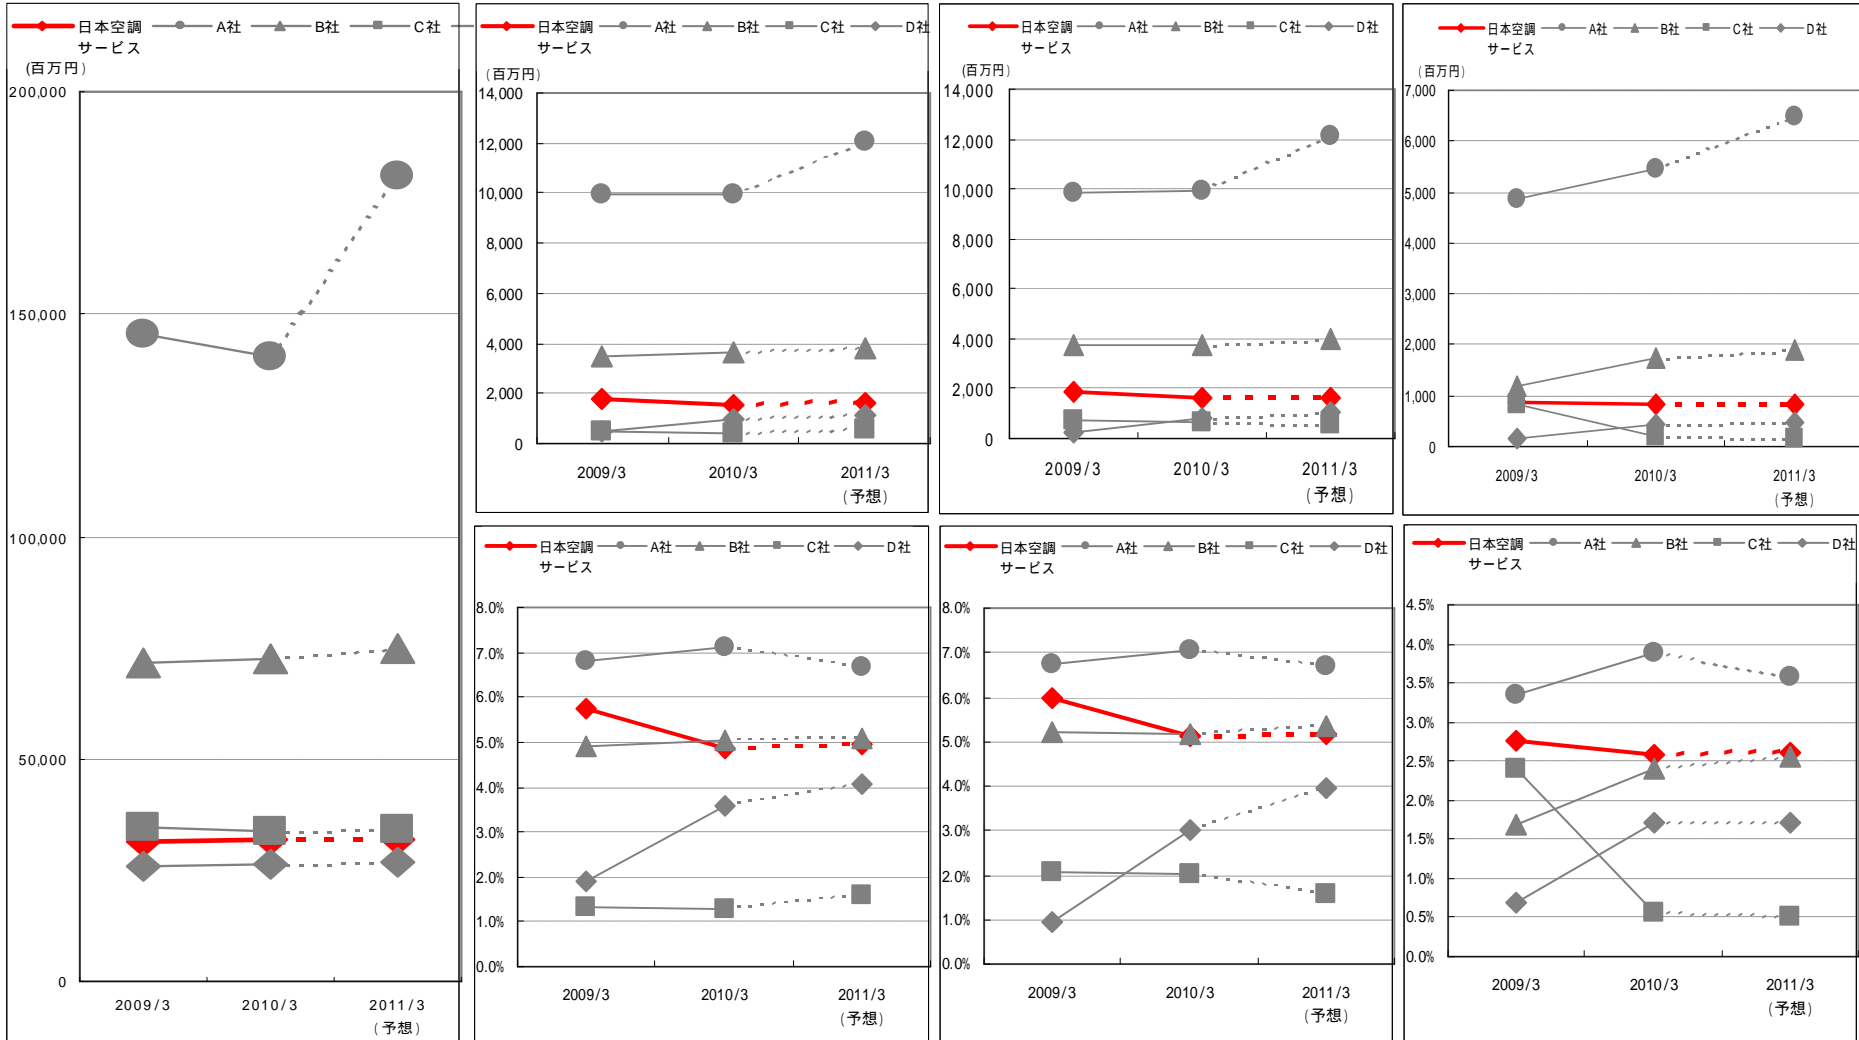 日本空調サービス A社 B社 C社
(百万円)
200,000
150,000
100,000
50,000
0
2009/3 2010/3 2011/3
(予想)
日本空調サービス A社 B社 C社 D社
(百万円)
14,000
12,000
10,000
8,000
6,000
4,000
2,000
0
2009/3 2010/3 2011/3
(予想)
日本空調サービス A社 B社 C社 D社
(百万円)
14,000
12,000
10,000
8,000
6,000
4,000
2,000
0
2009/3 2010/3 2011/3
(予想)
日本空調サービス A社 B社 C社 D社
(百万円)
7,000
6,000
5,000
4,000
3,000
2,000
1,000
0
2009/3 2010/3 2011/3
(予想)
日本空調サービス A社 B社 C社 D社
8.0%
7.0%
6.0%
5.0%
4.0%
3.0%
2.0%
1.0%
0.0%
2009/3 2010/3 2011/3
(予想)
日本空調サービス A社 B社 C社 D社
8.0%
7.0%
6.0%
5.0%
4.0%
3.0%
2.0%
1.0%
0.0%
2009/3 2010/3 2011/3
(予想)
日本空調サービス A社 B社 C社 D社
4.5%
4.0%
3.5%
3.0%
2.5%
2.0%
1.5%
1.0%
0.5%
0.0%
2009/3 2010/3 2011/3
(予想)